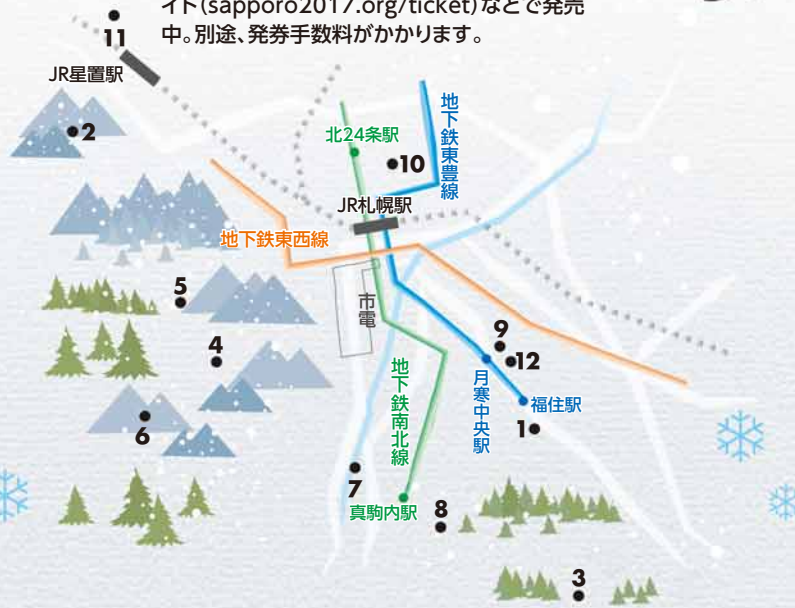 イト(sapporo2017.org/ticket)などで発売
中。別途、発券手数料がかかります。
11
JR星置駅
2
北24条駅
10
地下鉄東豊線
JR札幌駅
地下鉄東西線
5
市電
9
4
12
地下鉄南北線
月寒中央駅
福住駅
6
1
7
真駒内駅
8
3